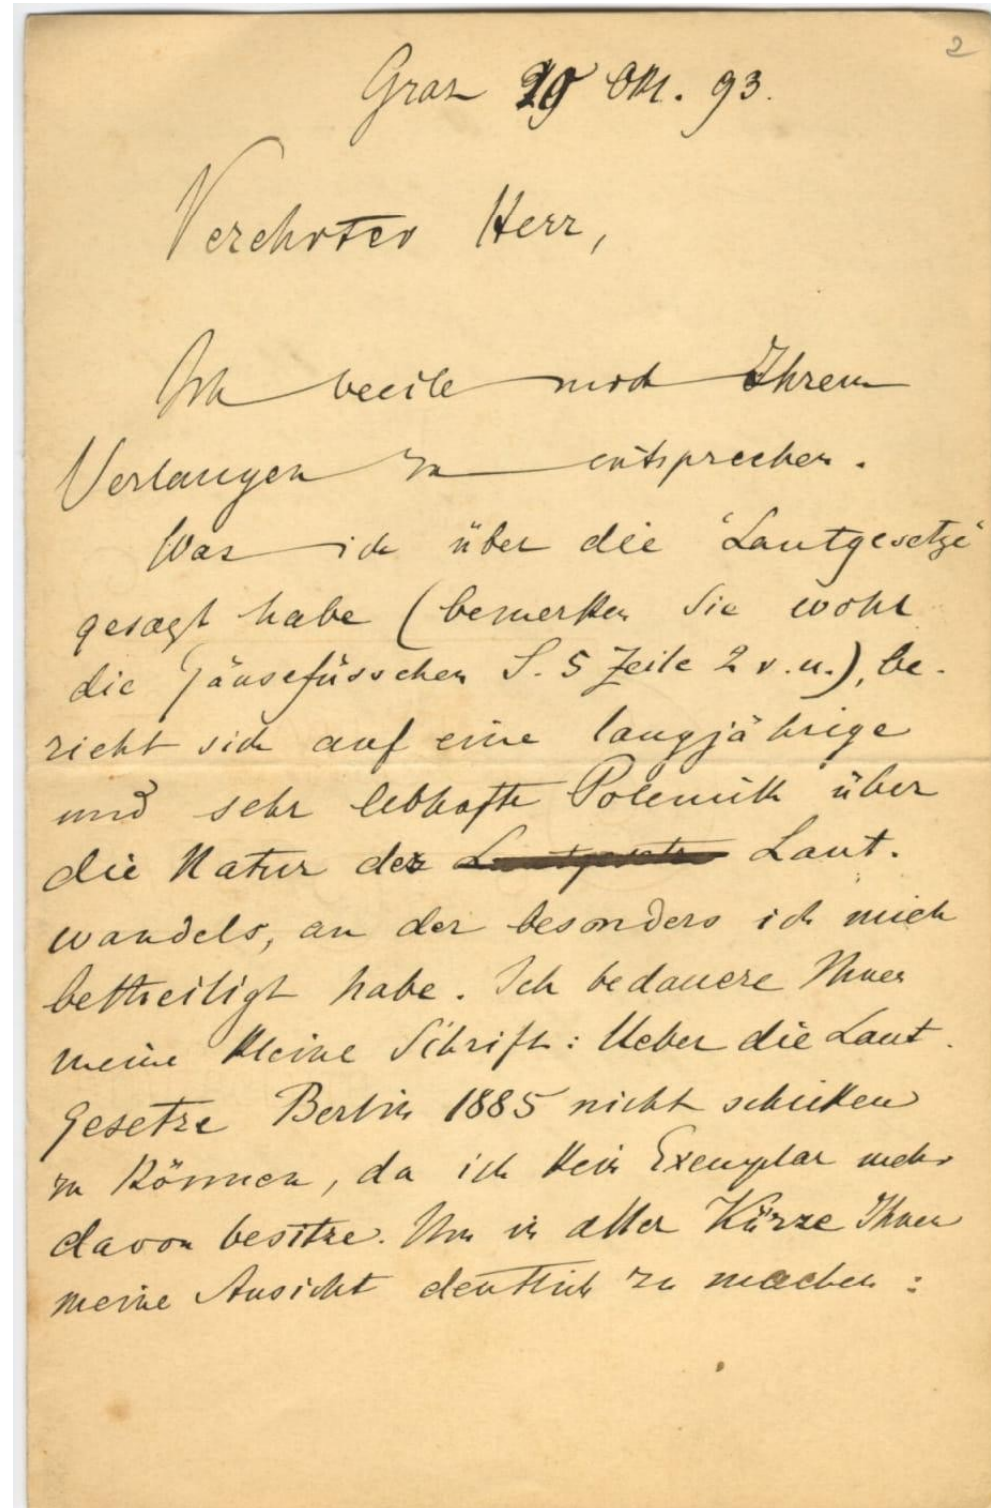 2
Graz 29 Okt. 93.
Verehrter Herr,
Ich beeile mich Ihrem
Verlangen zu entsprechen.
Was ich über die 'Lautgesetze'
gesagt habe (bemerken Sie wohl
die Gänsefüsschen S. 5 Zeile 2 v. u.), be-
zieht sich auf eine langjährige
und sehr lebhafte Polemik über
die Natur des Laut-
wandels, an der besonders ich mich
betheiligt habe. Ich bedauere Ihnen
meine kleine Schrift: Ueber die Laut-
gesetze Berlin 1885 nicht schicken
zu können, da ich kein Exemplar mehr
davon besitze. Um in aller Kürze Ihnen
meine Ansicht deutlich zu machen: